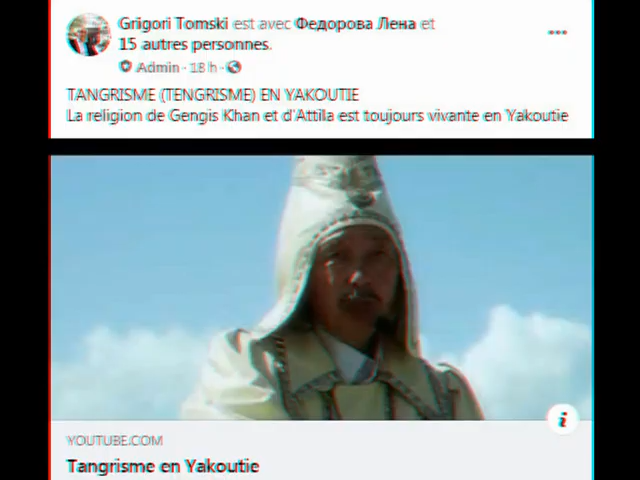 Grigori Tomski est avec Федорова Лена et
15 autres personnes.
Admin · 18 h ·
TANGRISME (TENGRISME) EN YAKOUTIE
La religion de Gengis Khan et d'Attila est toujours vivante en Yakoutie
i
YOUTUBE.COM
Tangrisme en Yakoutie